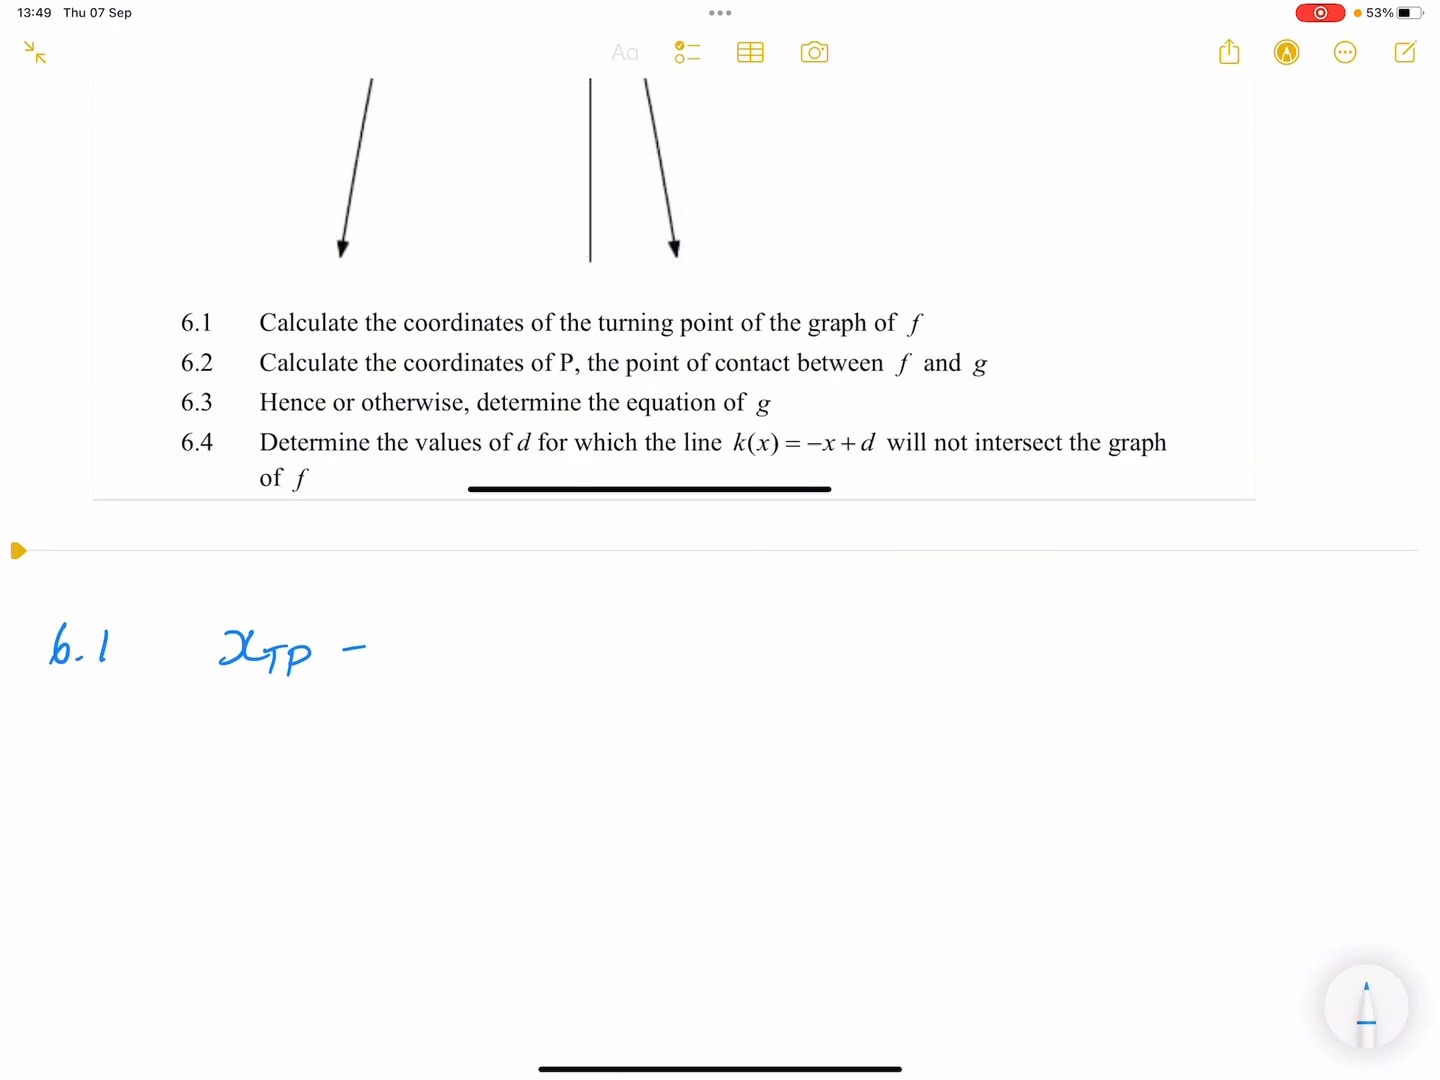 13:49 Thu 07 Sep
53%
Aa
6.1 Calculate the coordinates of the turning point of the graph of f
6.2 Calculate the coordinates of P, the point of contact between f and g
6.3 Hence or otherwise, determine the equation of g
6.4 Determine the values of d for which the line k(x) = −x + d will not intersect the graph
of f
6.1 x_TP −